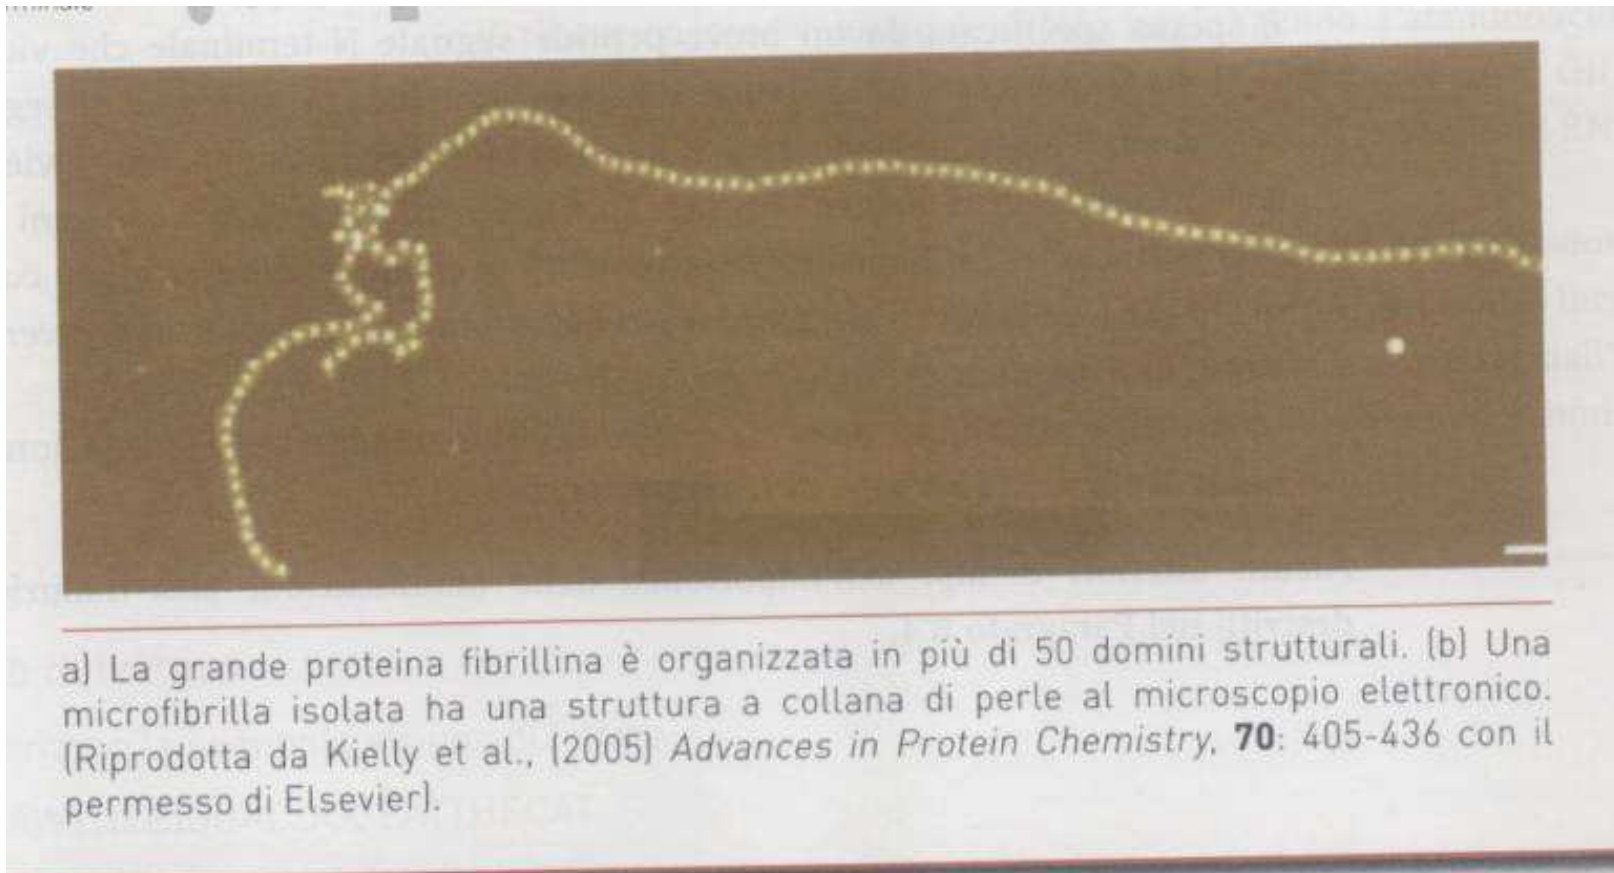 a) La grande proteina fibrillina è organizzata in più di 50 domini strutturali. (b) Una
microfibrilla isolata ha una struttura a collana di perle al microscopio elettronico.
(Riprodotta da Kielly et al., (2005) Advances in Protein Chemistry, 70: 405-436 con il
permesso di Elsevier).